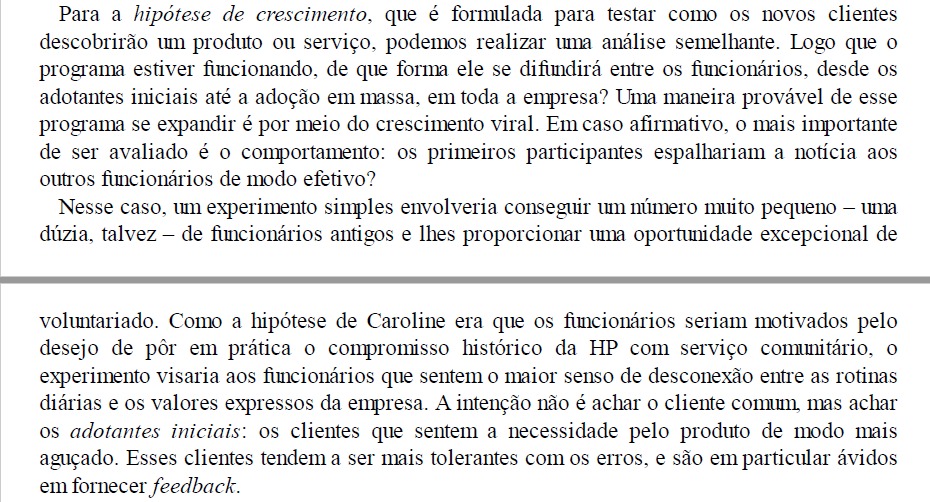 Para a hipótese de crescimento, que é formulada para testar como os novos clientes
descobrirão um produto ou serviço, podemos realizar uma análise semelhante. Logo que o
programa estiver funcionando, de que forma ele se difundirá entre os funcionários, desde os
adotantes iniciais até a adoção em massa, em toda a empresa? Uma maneira provável de esse
programa se expandir é por meio do crescimento viral. Em caso afirmativo, o mais importante
de ser avaliado é o comportamento: os primeiros participantes espalhariam a notícia aos
outros funcionários de modo efetivo?
Nesse caso, um experimento simples envolveria conseguir um número muito pequeno – uma
dúzia, talvez – de funcionários antigos e lhes proporcionar uma oportunidade excepcional de
voluntariado. Como a hipótese de Caroline era que os funcionários seriam motivados pelo
desejo de pôr em prática o compromisso histórico da HP com serviço comunitário, o
experimento visaria aos funcionários que sentem o maior senso de desconexão entre as rotinas
diárias e os valores expressos da empresa. A intenção não é achar o cliente comum, mas achar
os adotantes iniciais: os clientes que sentem a necessidade pelo produto de modo mais
aguçado. Esses clientes tendem a ser mais tolerantes com os erros, e são em particular ávidos
em fornecer feedback.